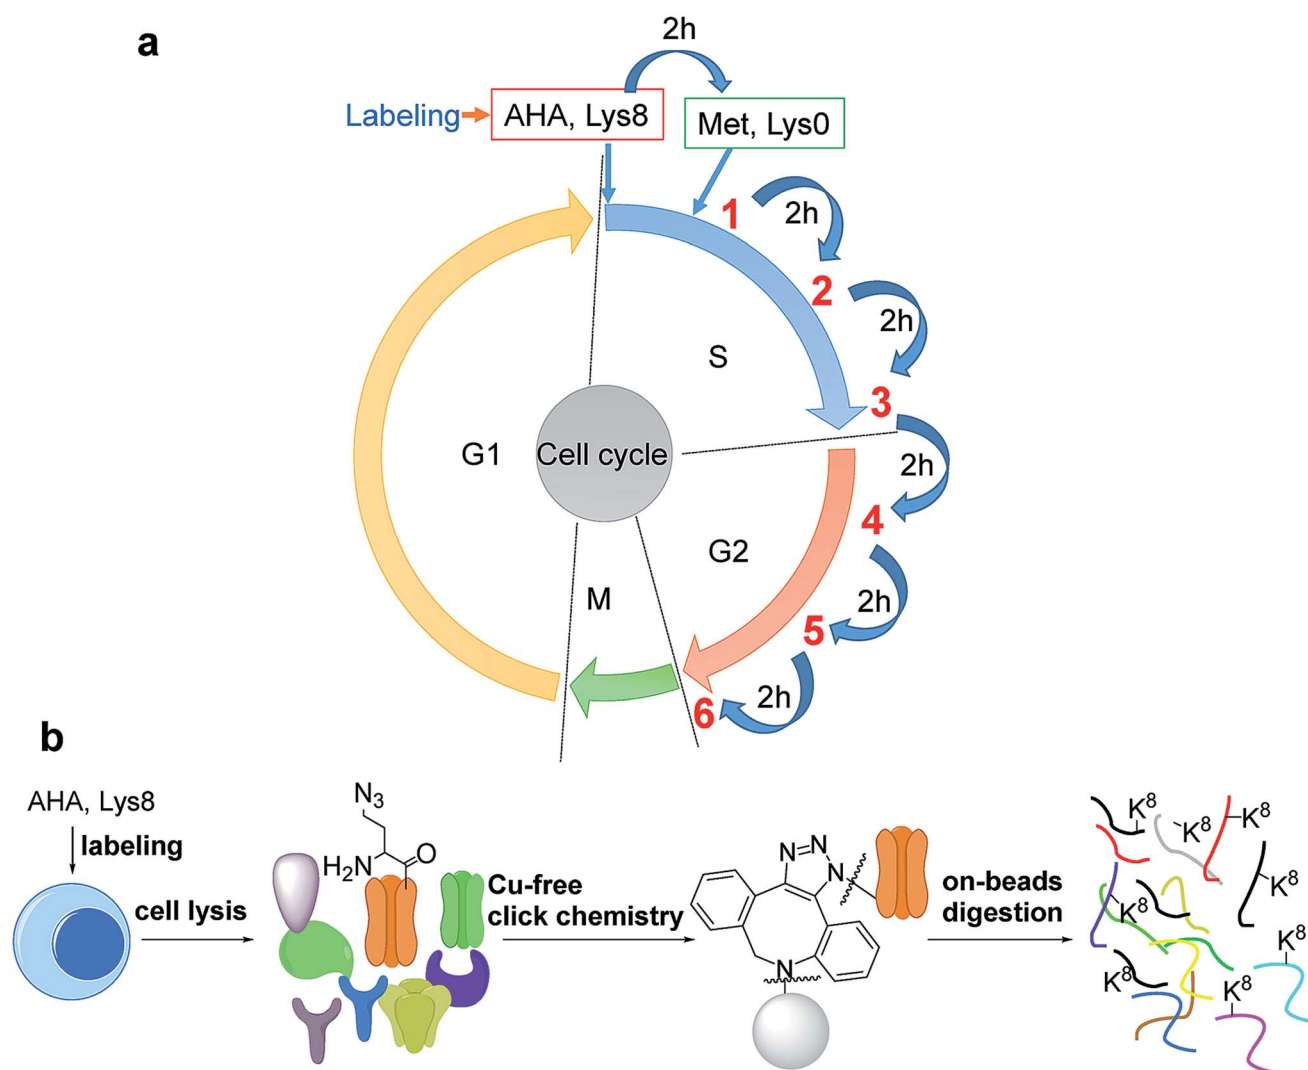 a
2h
Labeling
AHA, Lys8
Met, Lys0
1
2h
2
2h
S
3
G1
Cell cycle
2h
4
G2
M
2h
5
2h
6
b
AHA, Lys8
labeling
cell lysis
N3
H2N
O
Cu-free
click chemistry
N
N
N
N
on-beads
digestion
K8
K8
K8
K8
K8
K8
K8
K8